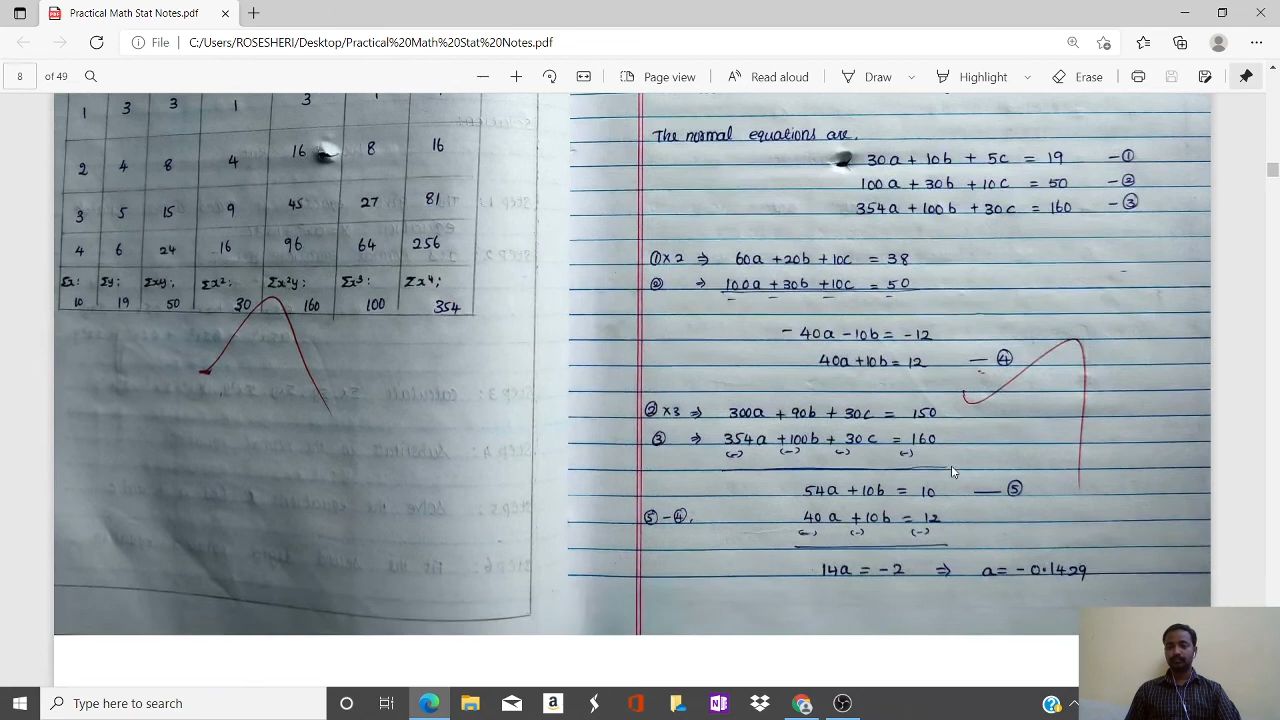 Practical Math Stat Notes.pdf
File C:/Users/ROSESHERI/Desktop/Practical%20Math%20Stat%20Notes.pdf
8 of 49 Page view Read aloud Draw Highlight Erase
1 3 3 1 3
2 4 8 4 16 8 16
3 5 15 9 45 27 81
4 6 24 16 96 64 256
Σx: Σy: Σxy: Σx²: Σx²y: Σx³: Σx⁴:
10 19 50 30 160 100 354
The normal equations are.
30a + 10b + 5c = 19 —①
100a + 30b + 10c = 50 —②
354a + 100b + 30c = 160 —③
①×2 ⇒ 60a + 20b + 10c = 38
② ⇒ 100a + 30b + 10c = 50
- 40a - 10b = -12
40a + 10b = 12 — ④
②×3 ⇒ 300a + 90b + 30c = 150
③ ⇒ 354a + 100b + 30c = 160
(-) (-) (-) (-)
54a + 10b = 10 — ⑤
⑤-④, 40a + 10b = 12
(-) (-) (-)
14a = -2 ⇒ a = -0.1429
Type here to search